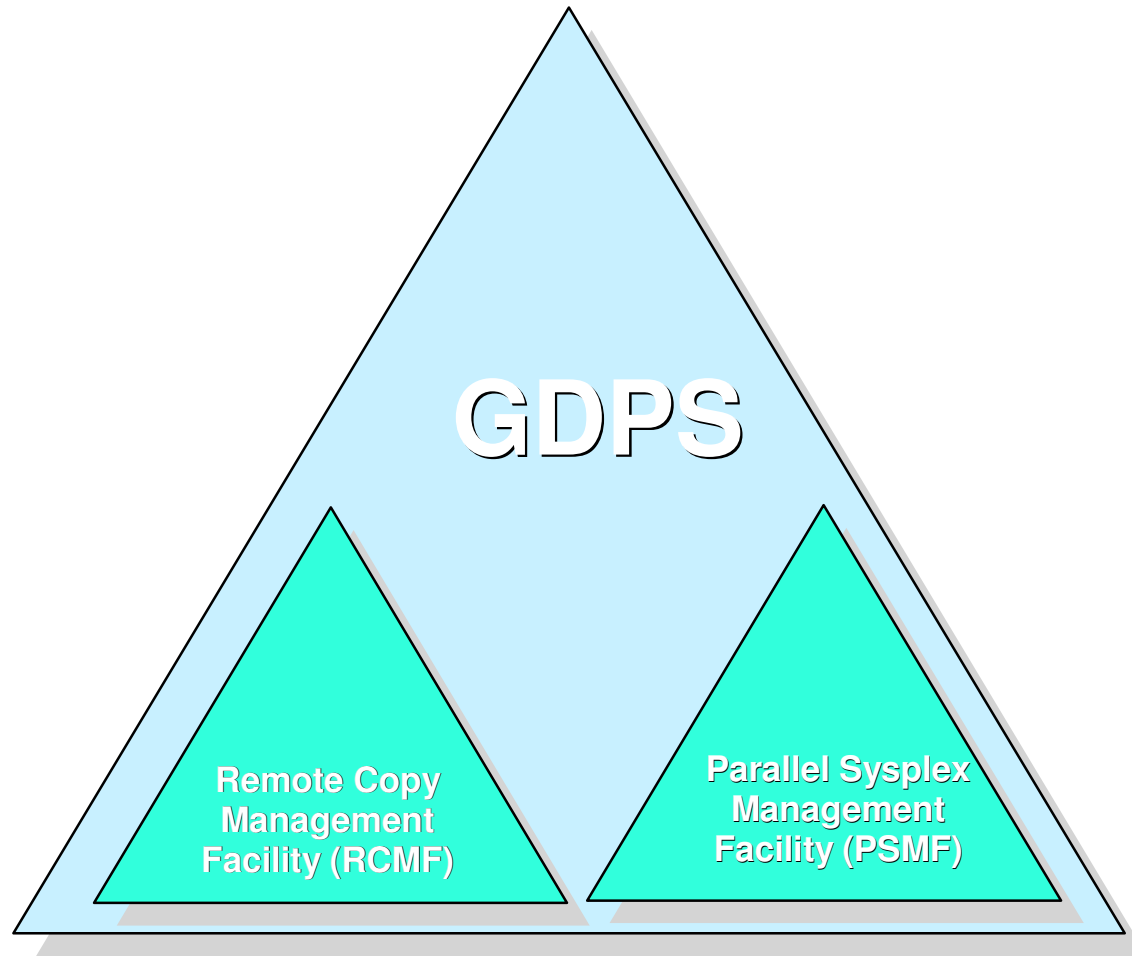 GDPS
Remote Copy
Management
Facility (RCMF)
Parallel Sysplex
Management
Facility (PSMF)